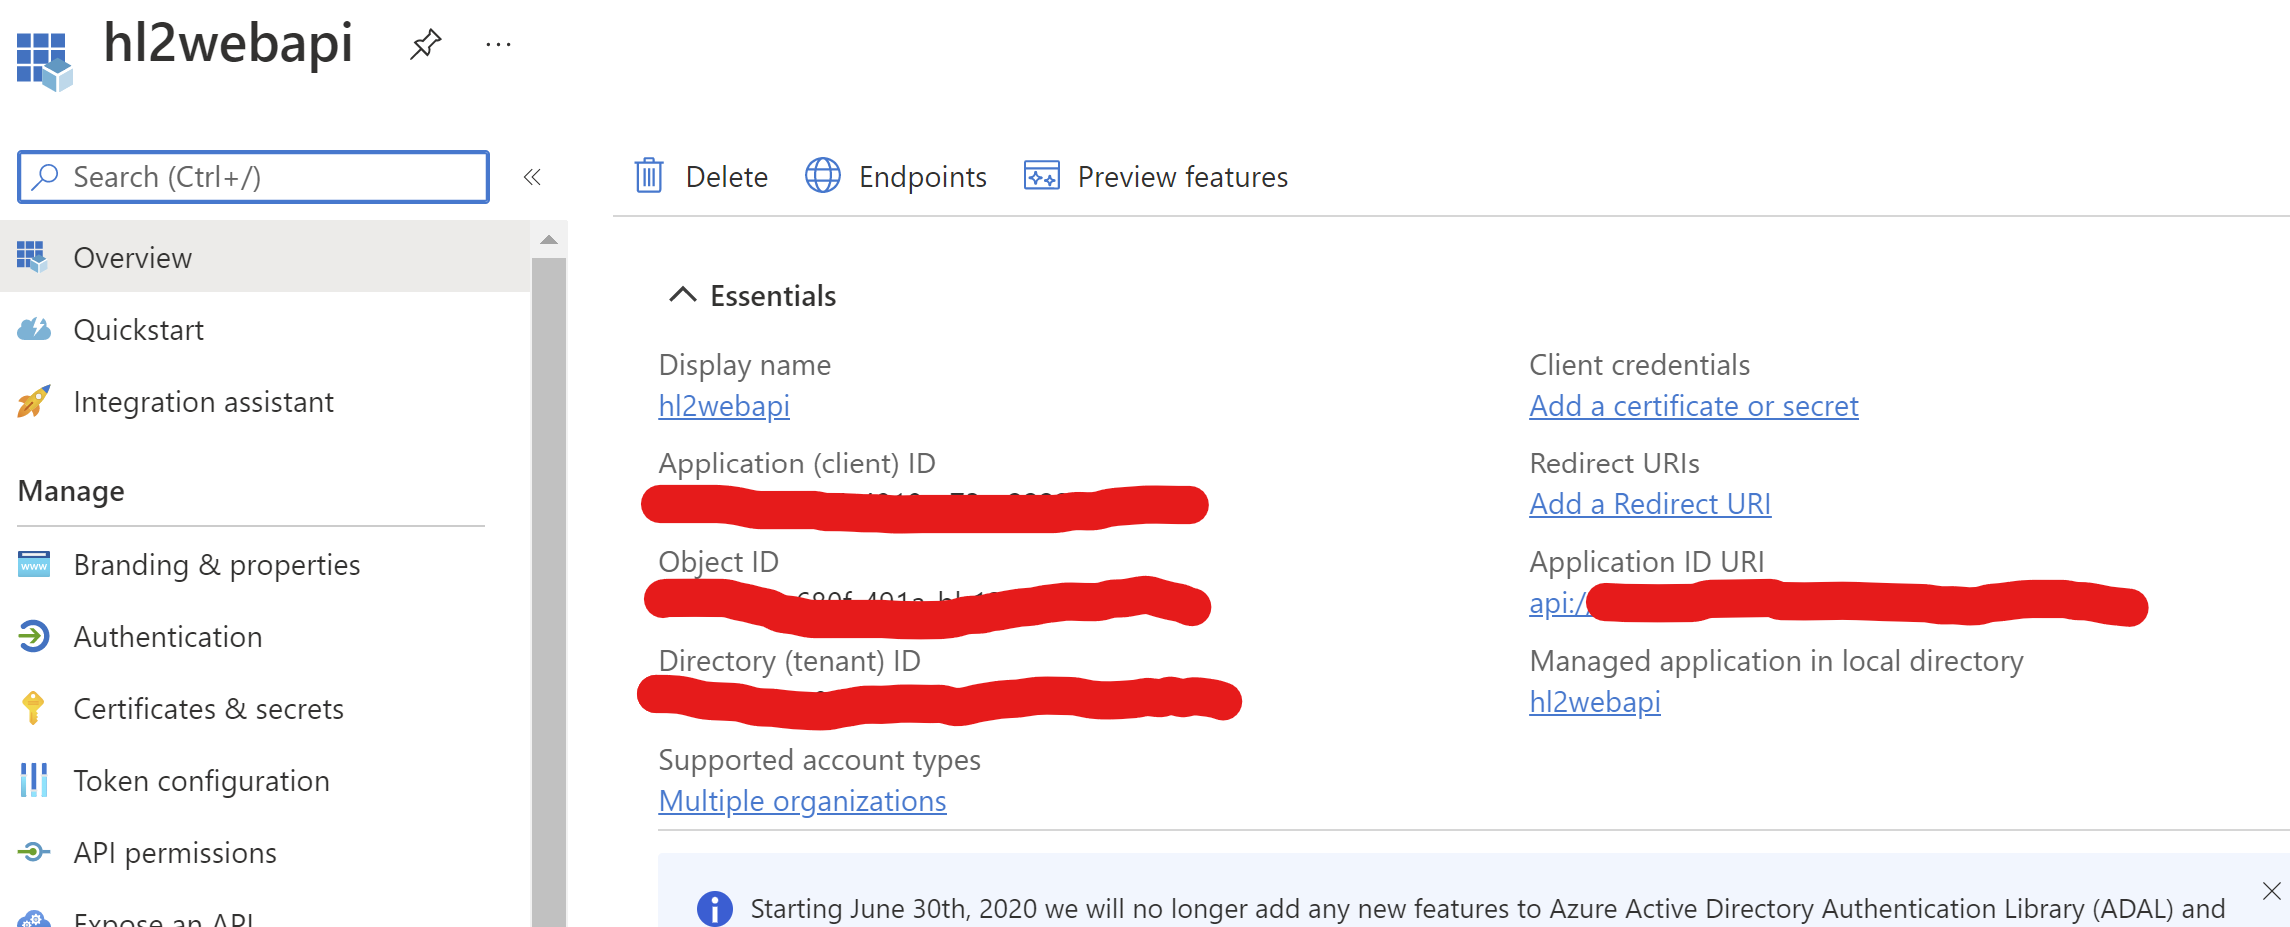 hl2webapi
...
Search (Ctrl+/)
«
Overview
Quickstart
Integration assistant
Manage
Branding & properties
www
Authentication
Certificates & secrets
Token configuration
API permissions
Expose an API
Delete
Endpoints
Preview features
Essentials
Display name
hl2webapi
Application (client) ID
Object ID
Directory (tenant) ID
Supported account types
Multiple organizations
Client credentials
Add a certificate or secret
Redirect URIs
Add a Redirect URI
Application ID URI
api://
Managed application in local directory
hl2webapi
Starting June 30th, 2020 we will no longer add any new features to Azure Active Directory Authentication Library (ADAL) and